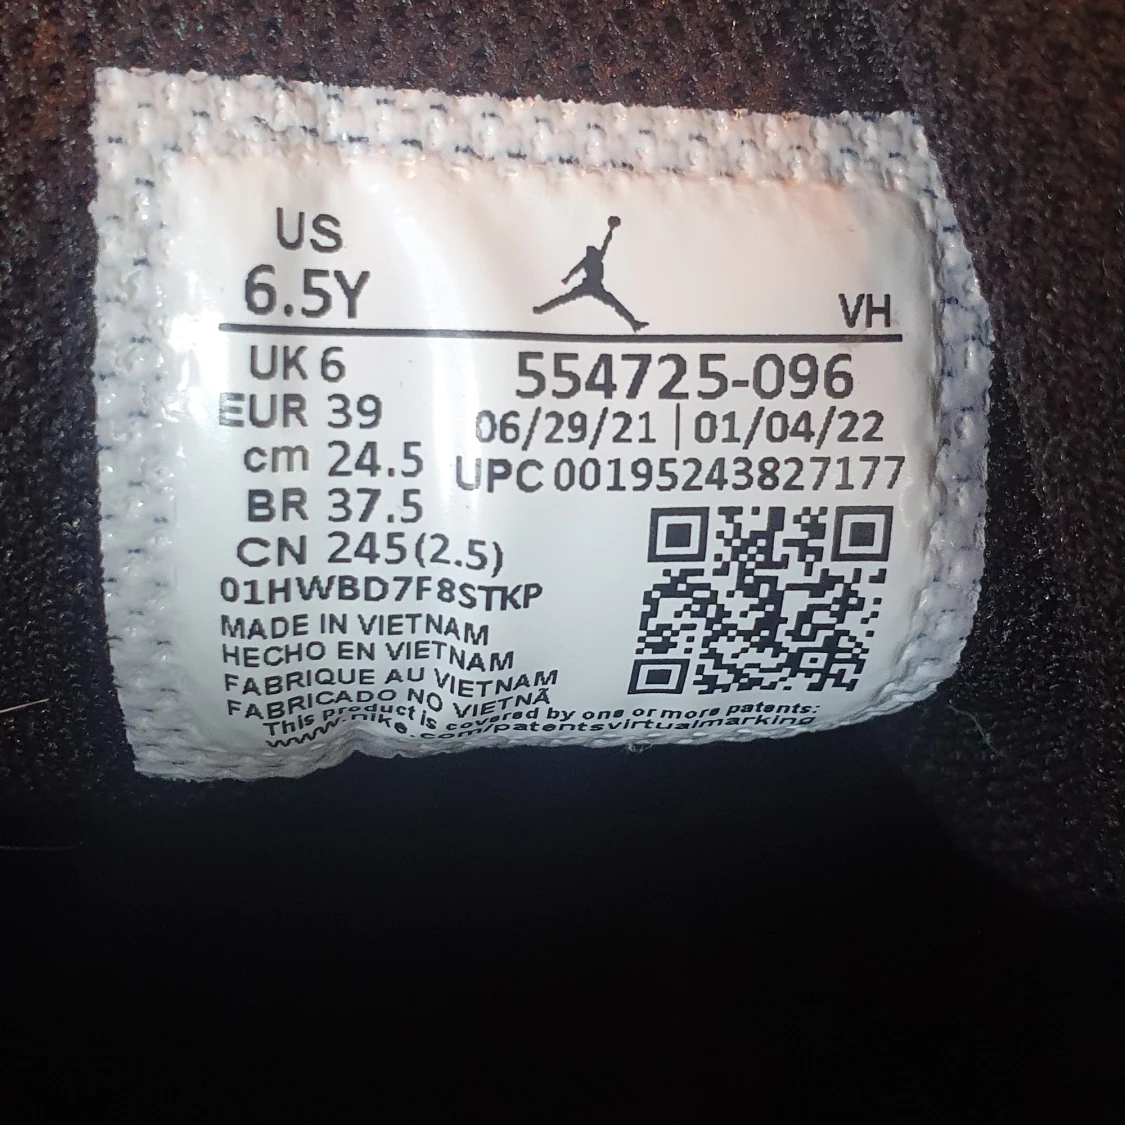 US
6.5Y
VH
UK 6
EUR 39
cm 24.5
BR 37.5
CN 245(2.5)
554725-096
06/29/21 | 01/04/22
UPC 00195243827177
01HWBD7F8STKP
MADE IN VIETNAM
HECHO EN VIETNAM
FABRIQUE AU VIETNAM
FABRICADO NO VIETNÃ
This product is covered by one or more patents:
www.nike.com/patentsvirtualmarking